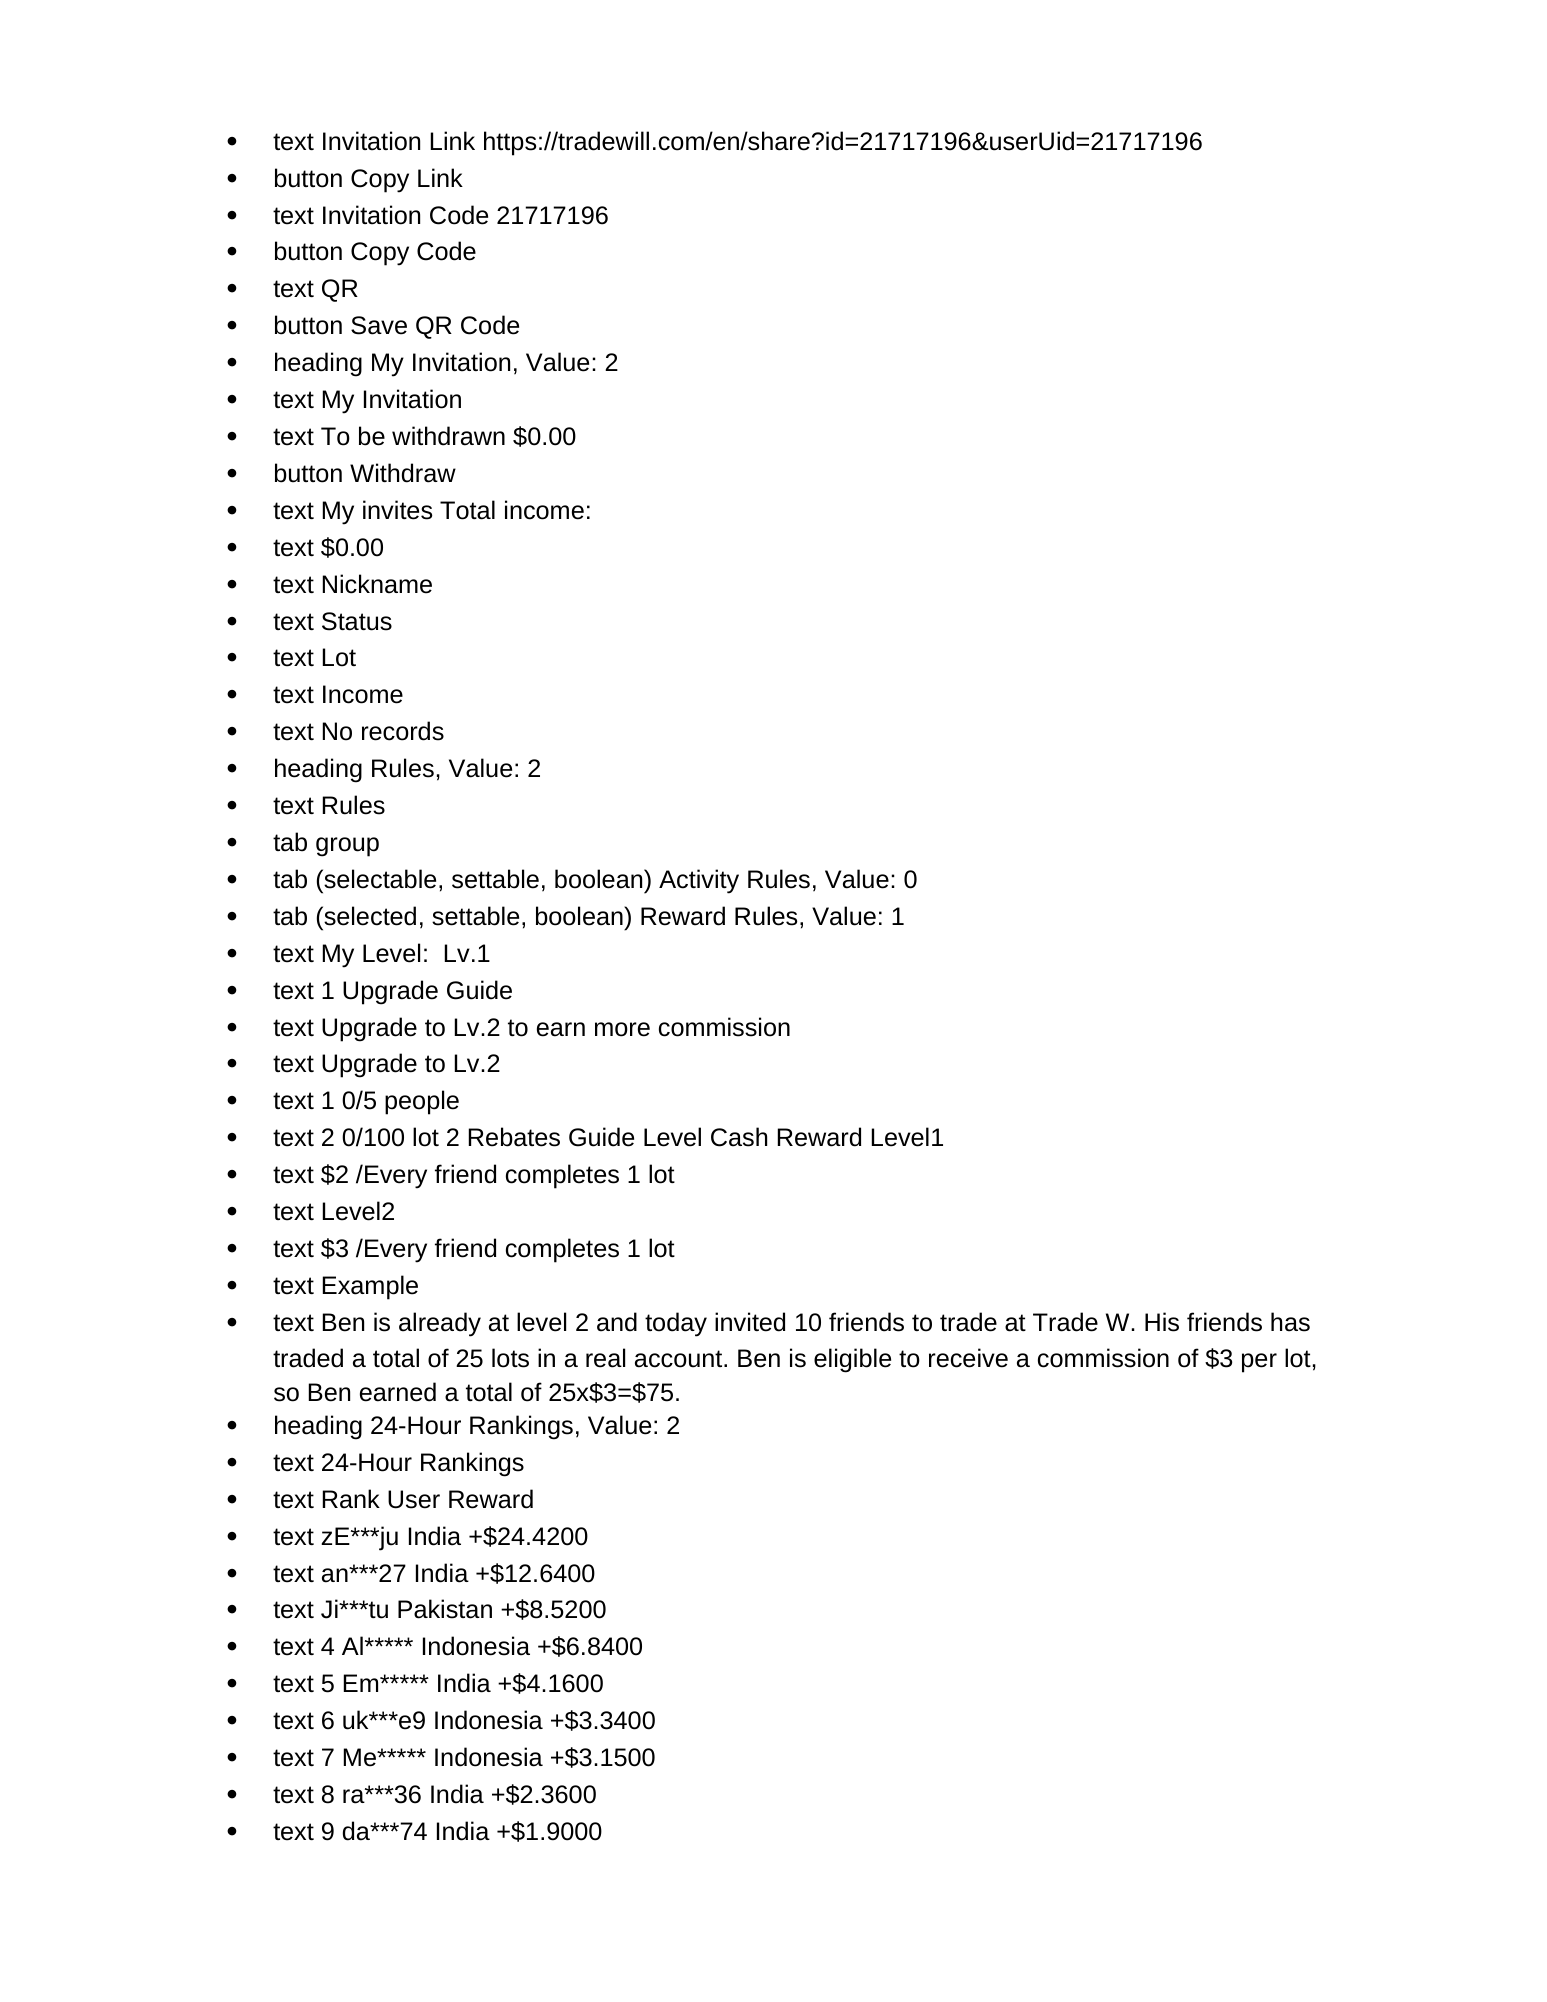 • text Invitation Link https://tradewill.com/en/share?id=21717196&userUid=21717196
• button Copy Link
• text Invitation Code 21717196
• button Copy Code
• text QR
• button Save QR Code
• heading My Invitation, Value: 2
• text My Invitation
• text To be withdrawn $0.00
• button Withdraw
• text My invites Total income:
• text $0.00
• text Nickname
• text Status
• text Lot
• text Income
• text No records
• heading Rules, Value: 2
• text Rules
• tab group
• tab (selectable, settable, boolean) Activity Rules, Value: 0
• tab (selected, settable, boolean) Reward Rules, Value: 1
• text My Level:  Lv.1
• text 1 Upgrade Guide
• text Upgrade to Lv.2 to earn more commission
• text Upgrade to Lv.2
• text 1 0/5 people
• text 2 0/100 lot 2 Rebates Guide Level Cash Reward Level1
• text $2 /Every friend completes 1 lot
• text Level2
• text $3 /Every friend completes 1 lot
• text Example
• text Ben is already at level 2 and today invited 10 friends to trade at Trade W. His friends has
traded a total of 25 lots in a real account. Ben is eligible to receive a commission of $3 per lot,
so Ben earned a total of 25x$3=$75.
• heading 24-Hour Rankings, Value: 2
• text 24-Hour Rankings
• text Rank User Reward
• text zE***ju India +$24.4200
• text an***27 India +$12.6400
• text Ji***tu Pakistan +$8.5200
• text 4 Al***** Indonesia +$6.8400
• text 5 Em***** India +$4.1600
• text 6 uk***e9 Indonesia +$3.3400
• text 7 Me***** Indonesia +$3.1500
• text 8 ra***36 India +$2.3600
• text 9 da***74 India +$1.9000